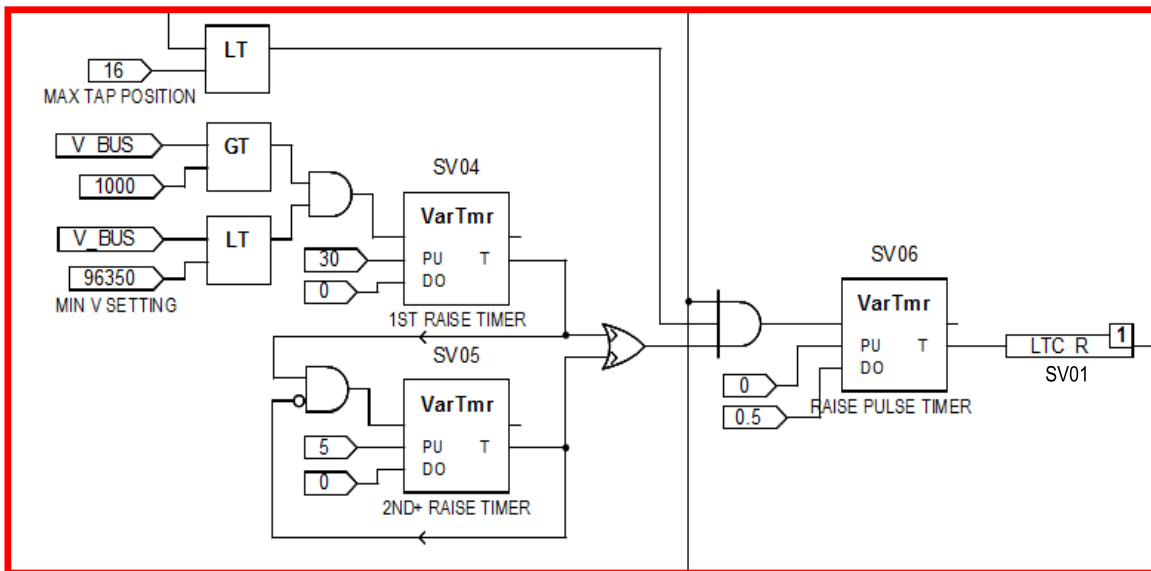 LT
16
MAX TAP POSITION
V_BUS
GT
1000
V_BUS
LT
96350
MIN V SETTING
SV04
VarTmr
30
PU
T
0
DO
1ST RAISE TIMER
SV05
VarTmr
5
PU
T
0
DO
2ND+ RAISE TIMER
SV06
VarTmr
PU
T
0
DO
0.5
RAISE PULSE TIMER
LTC_R
1
SV01